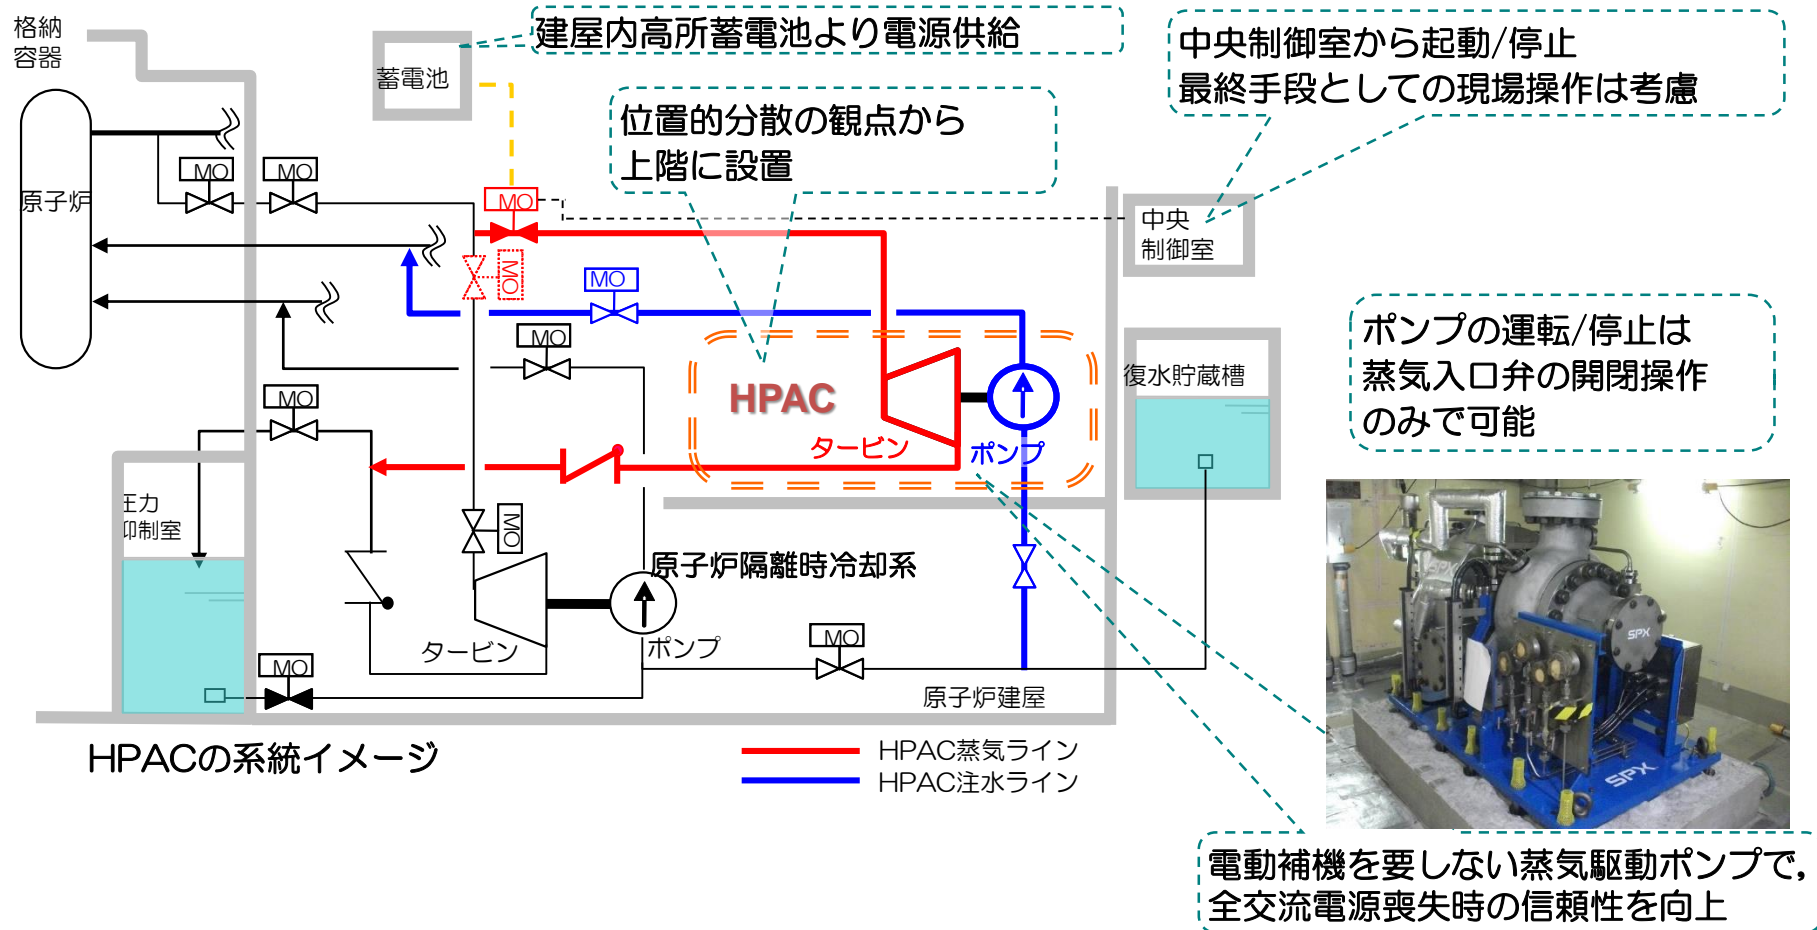 格納
容器
建屋内高所蓄電池より電源供給
中央制御室から起動/停止
最終手段としての現場操作は考慮
蓄電池
位置的分散の観点から
上階に設置
MO
MO
原子炉
MO
中央
制御室
MO
MO
ポンプの運転/停止は
蒸気入口弁の開閉操作
のみで可能
MO
復水貯蔵槽
HPAC
MO
タービン
ポンプ
圧力
抑制室
MO
原子炉隔離時冷却系
SPX
SPX
MO
ポンプ
タービン
MO
原子炉建屋
HPACの系統イメージ
HPAC蒸気ライン
HPAC注水ライン
SPX
電動補機を要しない蒸気駆動ポンプで,
全交流電源喪失時の信頼性を向上